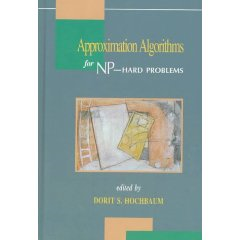 Approximation Algorithms
for NP—HARD PROBLEMS
edited by
DORIT S. HOCHBAUM